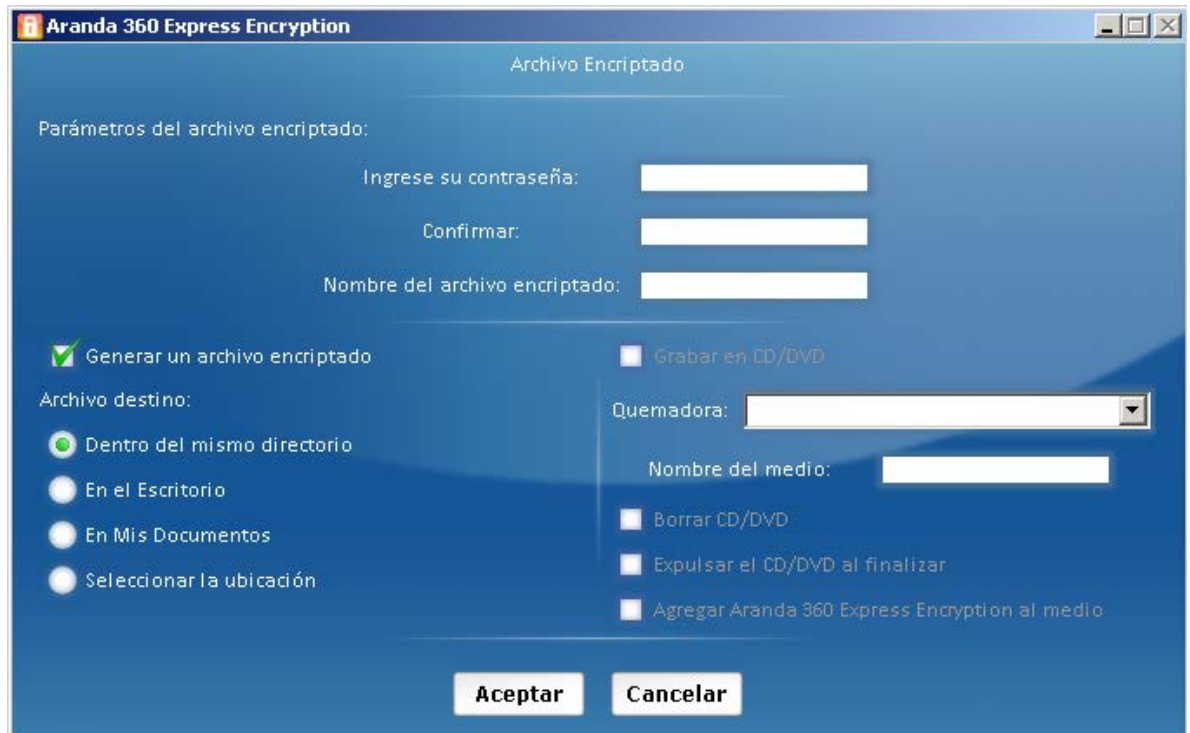 Aranda 360 Express Encryption
Archivo Encriptado
Parámetros del archivo encriptado:
Ingrese su contraseña:
Confirmar:
Nombre del archivo encriptado:
Generar un archivo encriptado
Archivo destino:
Dentro del mismo directorio
En el Escritorio
En Mis Documentos
Seleccionar la ubicación
Grabar en CD/DVD
Quemadora:
Nombre del medio:
Borrar CD/DVD
Expulsar el CD/DVD al finalizar
Agregar Aranda 360 Express Encryption al medio
Aceptar
Cancelar